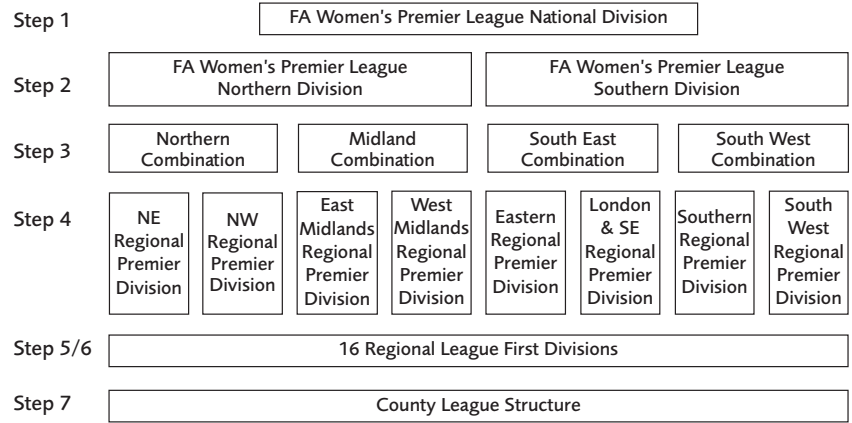 Step 1
FA Women's Premier League National Division
Step 2
FA Women's Premier League
Northern Division
FA Women's Premier League
Southern Division
Step 3
Northern
Combination
Midland
Combination
South East
Combination
South West
Combination
Step 4
NE
Regional
Premier
Division
NW
Regional
Premier
Division
East
Midlands
Regional
Premier
Division
West
Midlands
Regional
Premier
Division
Eastern
Regional
Premier
Division
London
& SE
Regional
Premier
Division
Southern
Regional
Premier
Division
South
West
Regional
Premier
Division
Step 5/6
16 Regional League First Divisions
Step 7
County League Structure